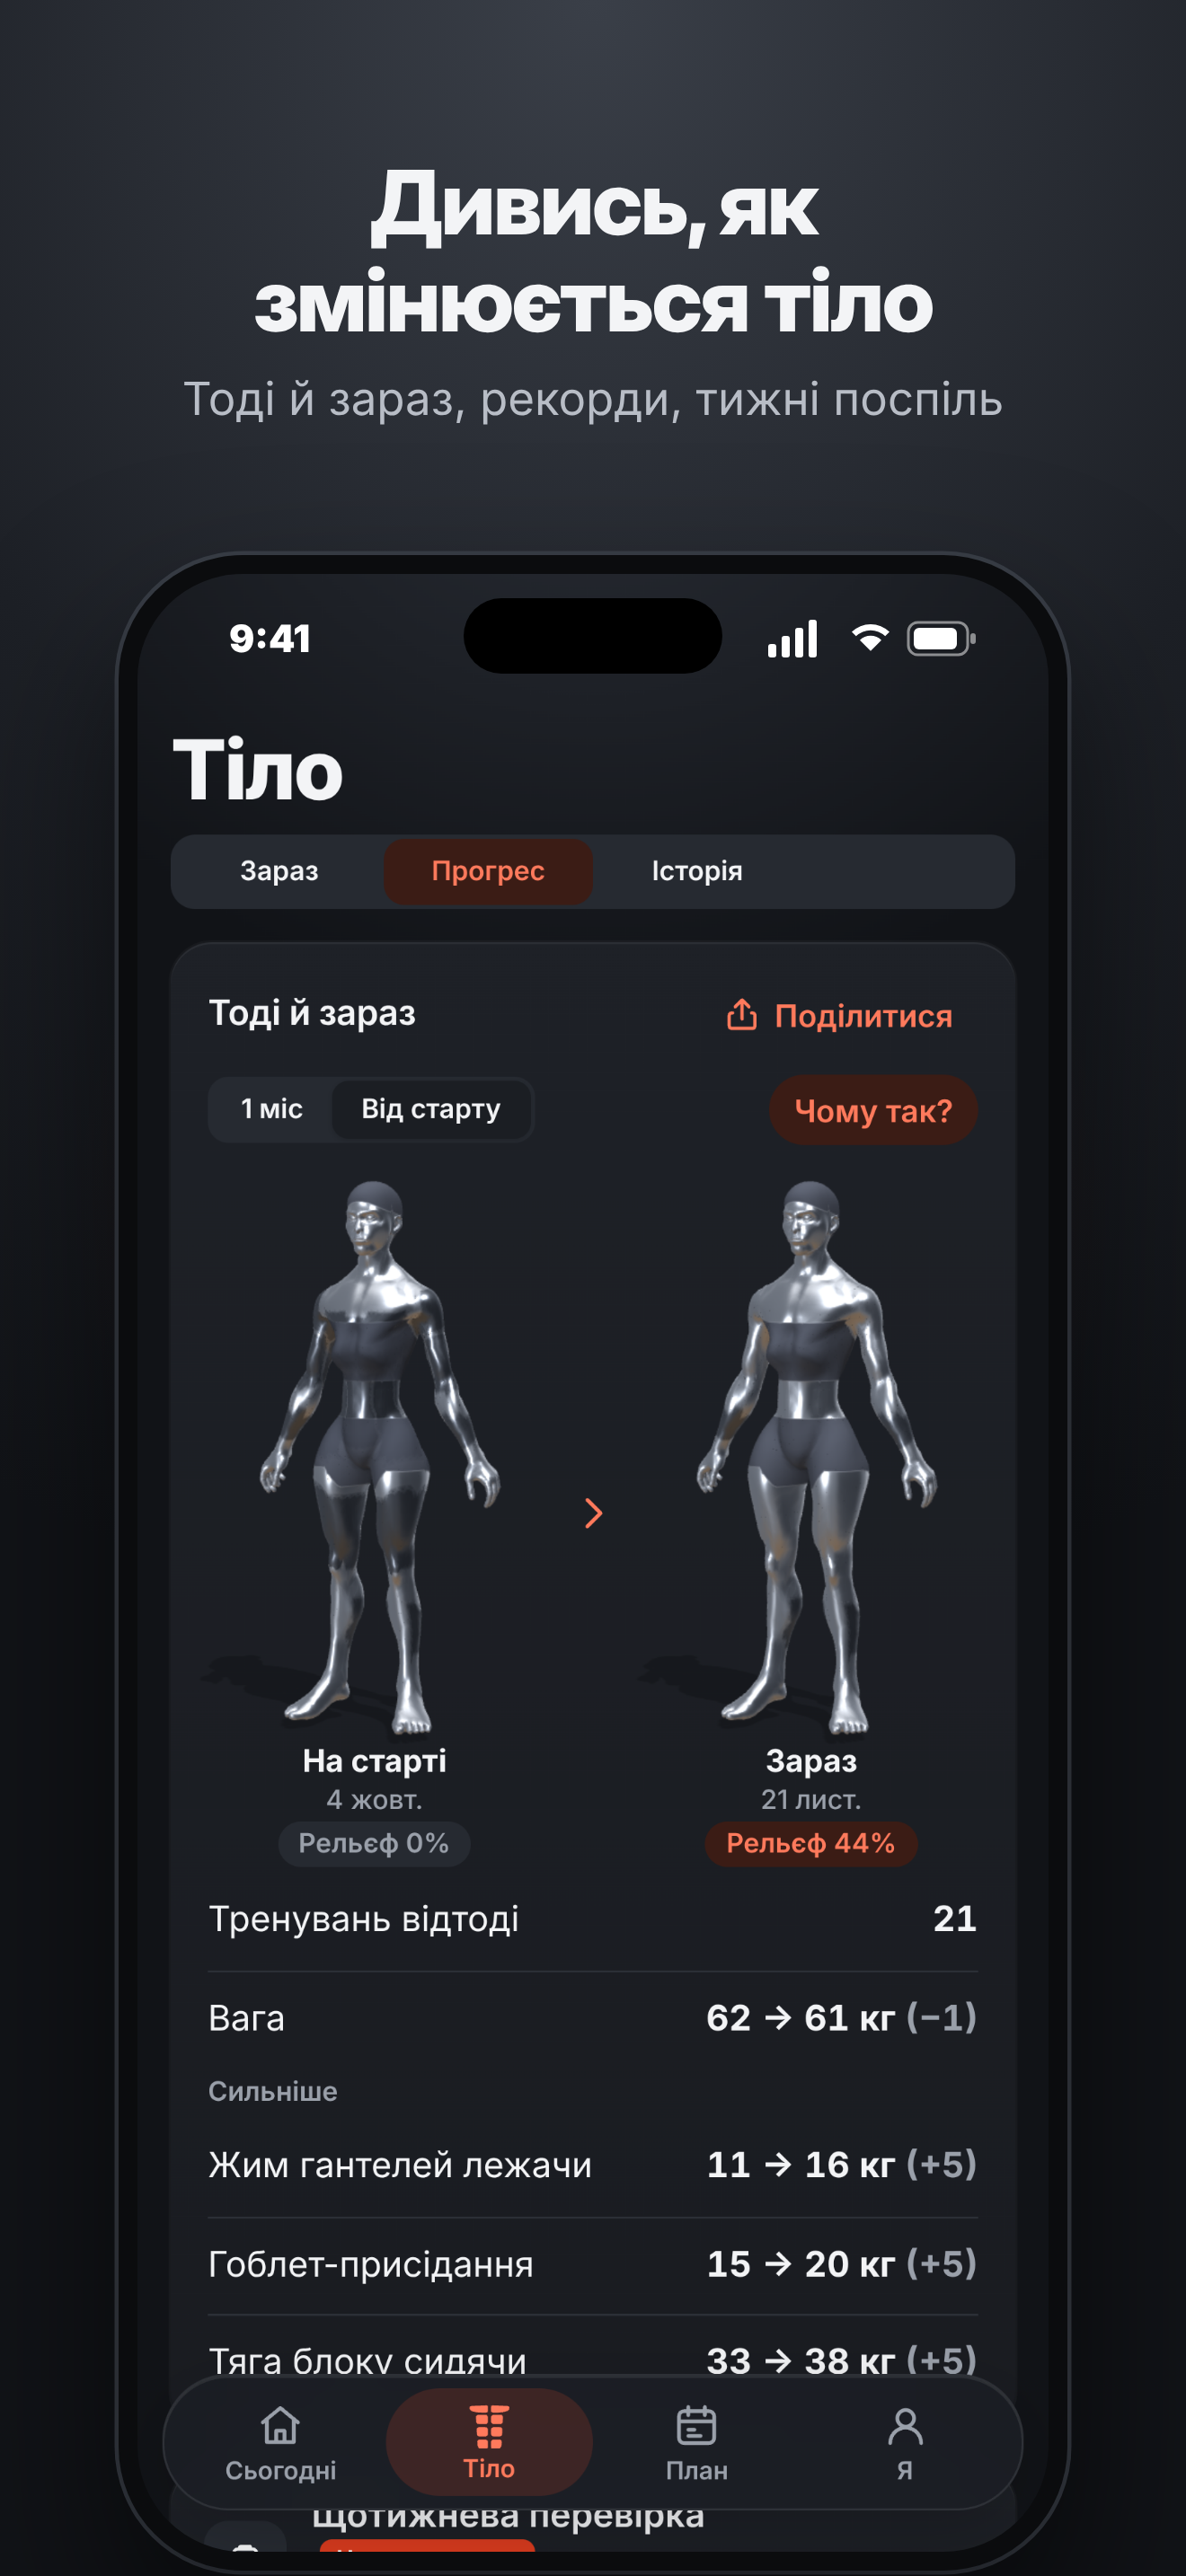 Дивись, як
змінюється тіло
Тоді й зараз, рекорди, тижні поспіль
9:41
Тіло
Зараз
Прогрес
Історія
Тоді й зараз
Поділитися
1 міс
Від старту
Чому так?
На старті
4 жовт.
Рельєф 0%
Зараз
21 лист.
Рельєф 44%
Тренувань відтоді
21
Вага
62 → 61 кг (−1)
Сильніше
Жим гантелей лежачи
11 → 16 кг (+5)
Гоблет-присідання
15 → 20 кг (+5)
Тяга блоку сидячи
33 → 38 кг (+5)
Сьогодні
Тіло
План
Я
Щотижнева перевірка